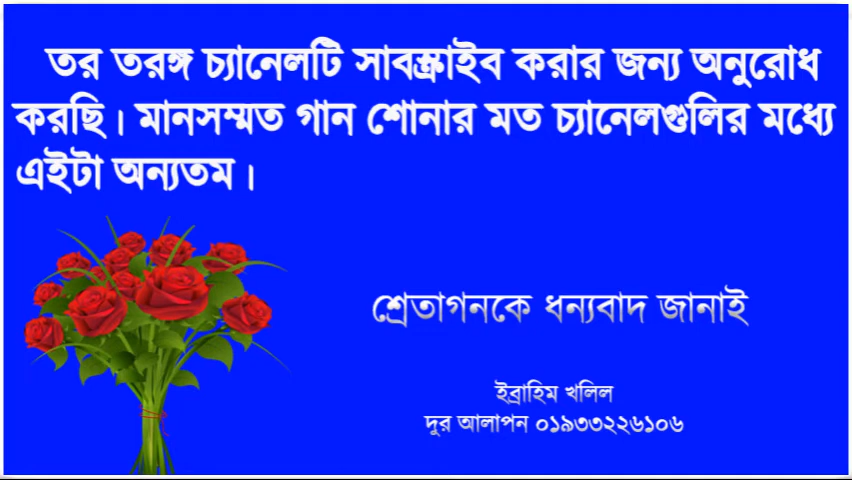 তর তরঙ্গ চ্যানেলটি সাবস্ক্রাইব করার জন্য অনুরোধ
করছি। মানসম্মত গান শোনার মত চ্যানেলগুলির মধ্যে
এইটা অন্যতম।
শ্রেতাগনকে ধন্যবাদ জানাই
ইব্রাহিম খলিল
দুর আলাপন ০১৯৩৩২২৬১০৬